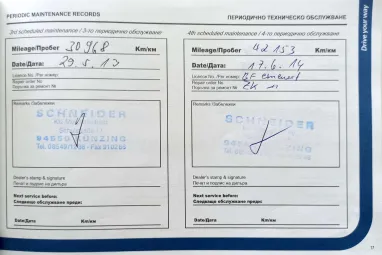 PERIODIC MAINTENANCE RECORDS
ПЕРИОДИЧНО ТЕХНИЧЕСКО ОБСЛУЖВАНЕ
Drive your way
3rd scheduled maintenance / 3-то периодично обслужване
Mileage/Пробег 30 968 Km/км
Date/Дата: 29.5.13
Licence No./Рег. номер:
Repair order No./
Поръчка за ремонт №:
Remarks /Забележки:
SCHNEIDER
94550 KÜNZING
Dealer's stamp & signature
Печат и подпис на дилъра
Next service before:
Следващо обслужване преди:
Date/Дата Km/км
4th scheduled maintenance / 4-то периодично обслужване
Mileage/Пробег 42 153 Km/км
Date/Дата: 17.6.14
Licence No./Рег. номер:
Repair order No./
Поръчка за ремонт №:
Remarks /Забележки:
SCHNEIDER
Dealer's stamp & signature
Печат и подпис на дилъра
Next service before:
Следващо обслужване преди:
Date/Дата Km/км